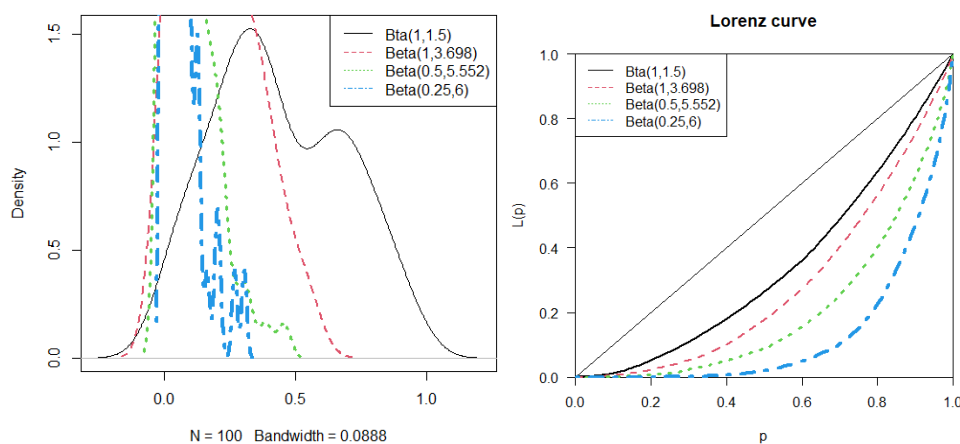 Density
1.5
1.0
0.5
0.0
Bta(1,1.5)
Beta(1,3.698)
Beta(0.5,5.552)
Beta(0.25,6)
0.0 0.5 1.0
N = 100 Bandwidth = 0.0888
Lorenz curve
L(p)
1.0
0.8
0.6
0.4
0.2
0.0
Bta(1,1.5)
Beta(1,3.698)
Beta(0.5,5.552)
Beta(0.25,6)
0.0 0.2 0.4 0.6 0.8 1.0
p